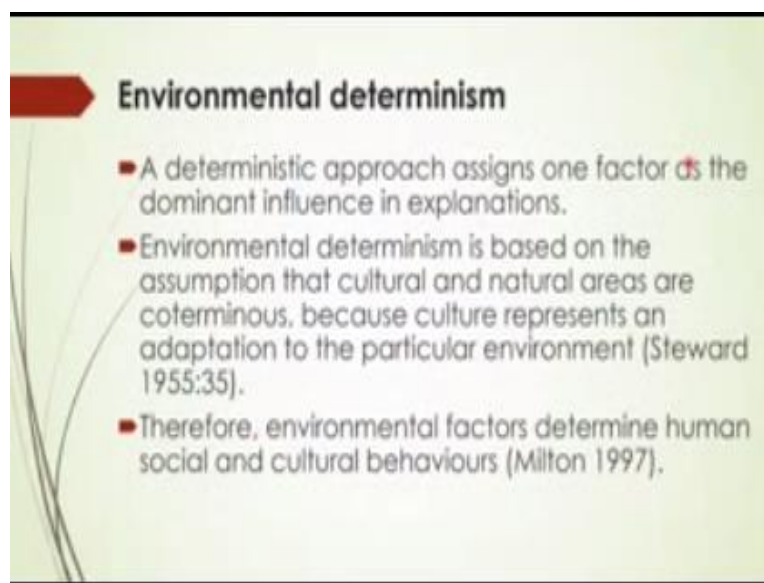 Environmental determinism
A deterministic approach assigns one factor as the
dominant influence in explanations.
Environmental determinism is based on the
assumption that cultural and natural areas are
coterminous, because culture represents an
adaptation to the particular environment (Steward
1955:35).
Therefore, environmental factors determine human
social and cultural behaviours (Milton 1997).